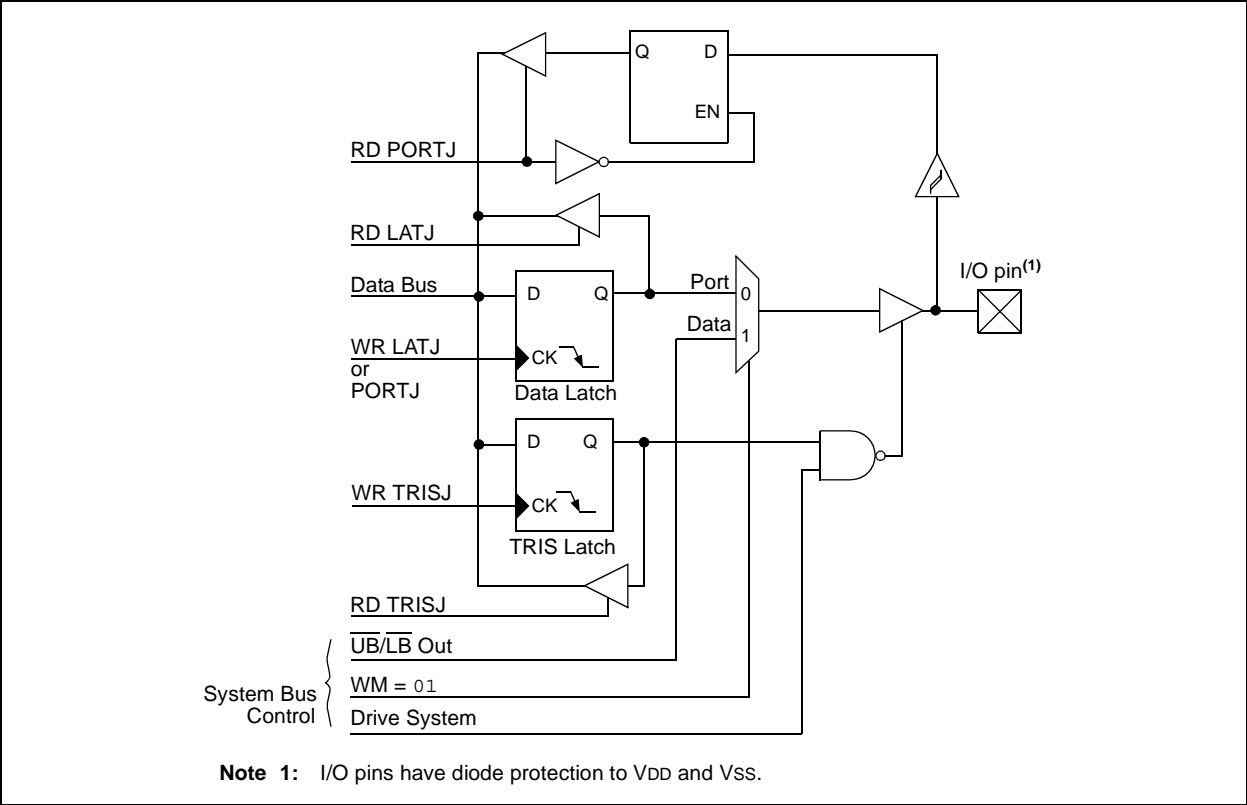 Q D
EN
RD PORTJ
RD LATJ
I/O pin(1)
Data Bus
D Q
Port
0
Data
1
WR LATJ
or
PORTJ
CK
Data Latch
D Q
WR TRISJ
CK
TRIS Latch
RD TRISJ
U̅B̅/L̅B̅ Out
WM = 01
System Bus
Control
Drive System
Note 1: I/O pins have diode protection to VDD and VSS.